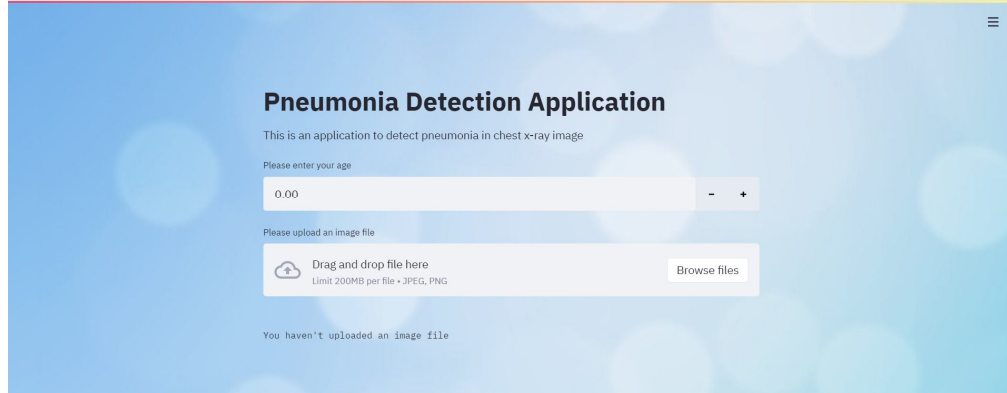 Pneumonia Detection Application
This is an application to detect pneumonia in chest x-ray image
Please enter your age
0.00 - +
Please upload an image file
Drag and drop file here
Limit 200MB per file • JPEG, PNG
Browse files
You haven't uploaded an image file